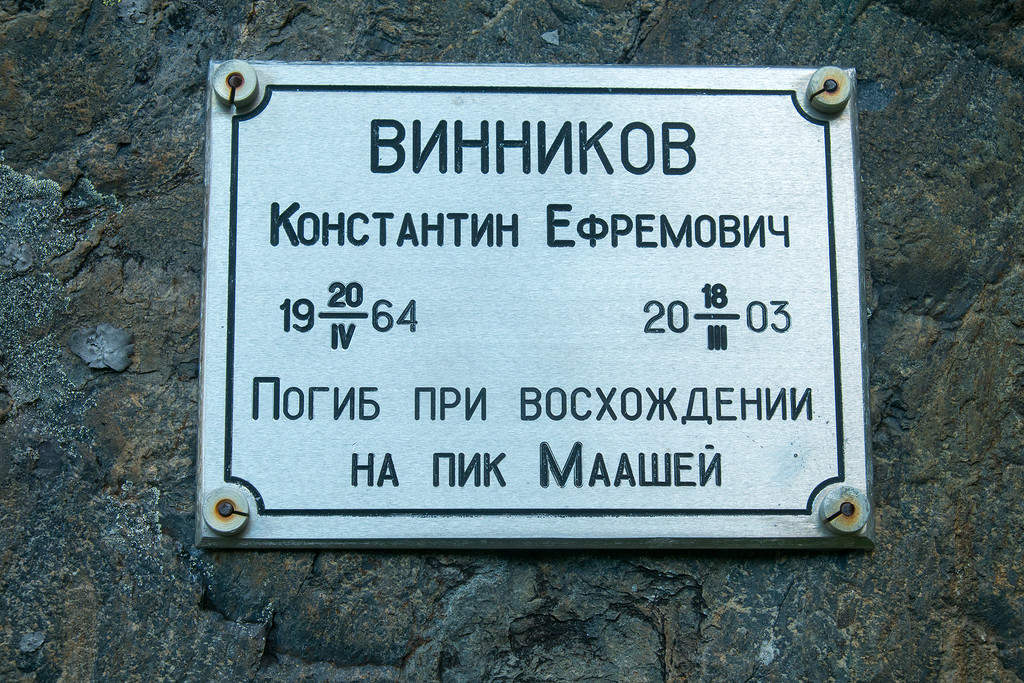 ВИННИКОВ
Константин Ефремович
19 20/IV 64 20 18/III 03
Погиб при восхождении
на пик Маашей